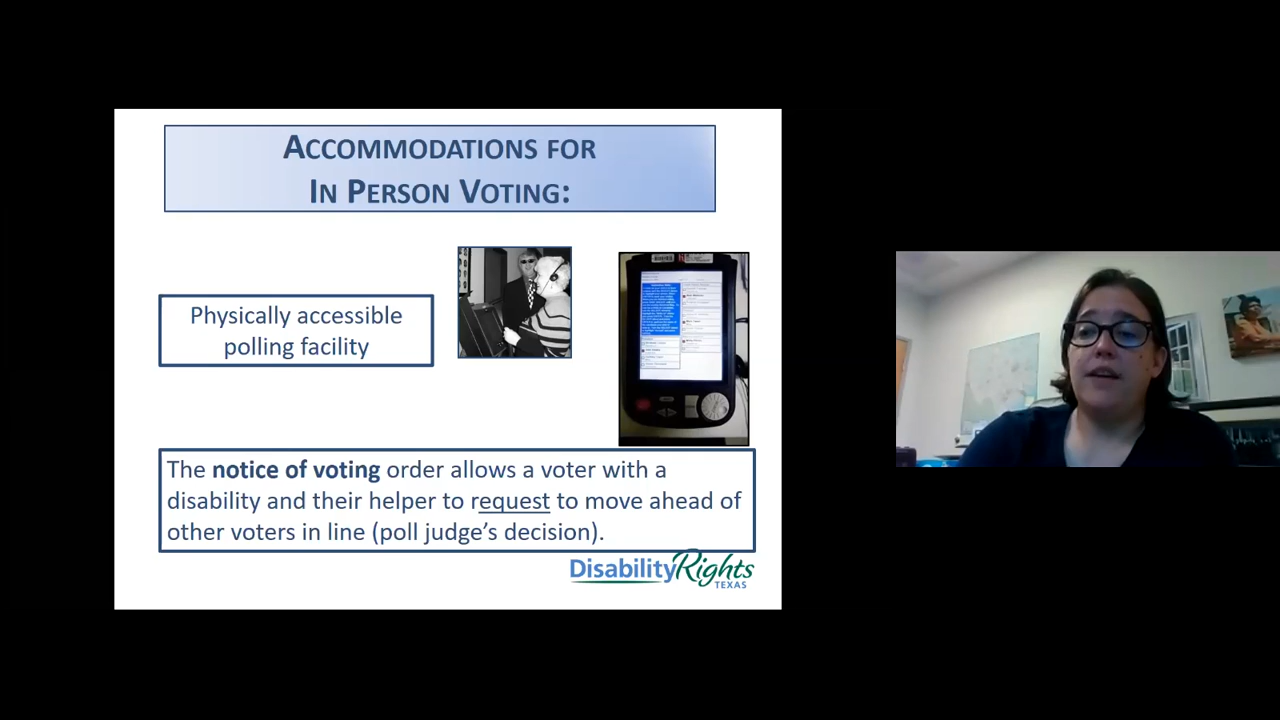 ACCOMMODATIONS FOR
IN PERSON VOTING:
Physically accessible
polling facility
The notice of voting order allows a voter with a
disability and their helper to request to move ahead of
other voters in line (poll judge’s decision).
DisabilityRights
TEXAS